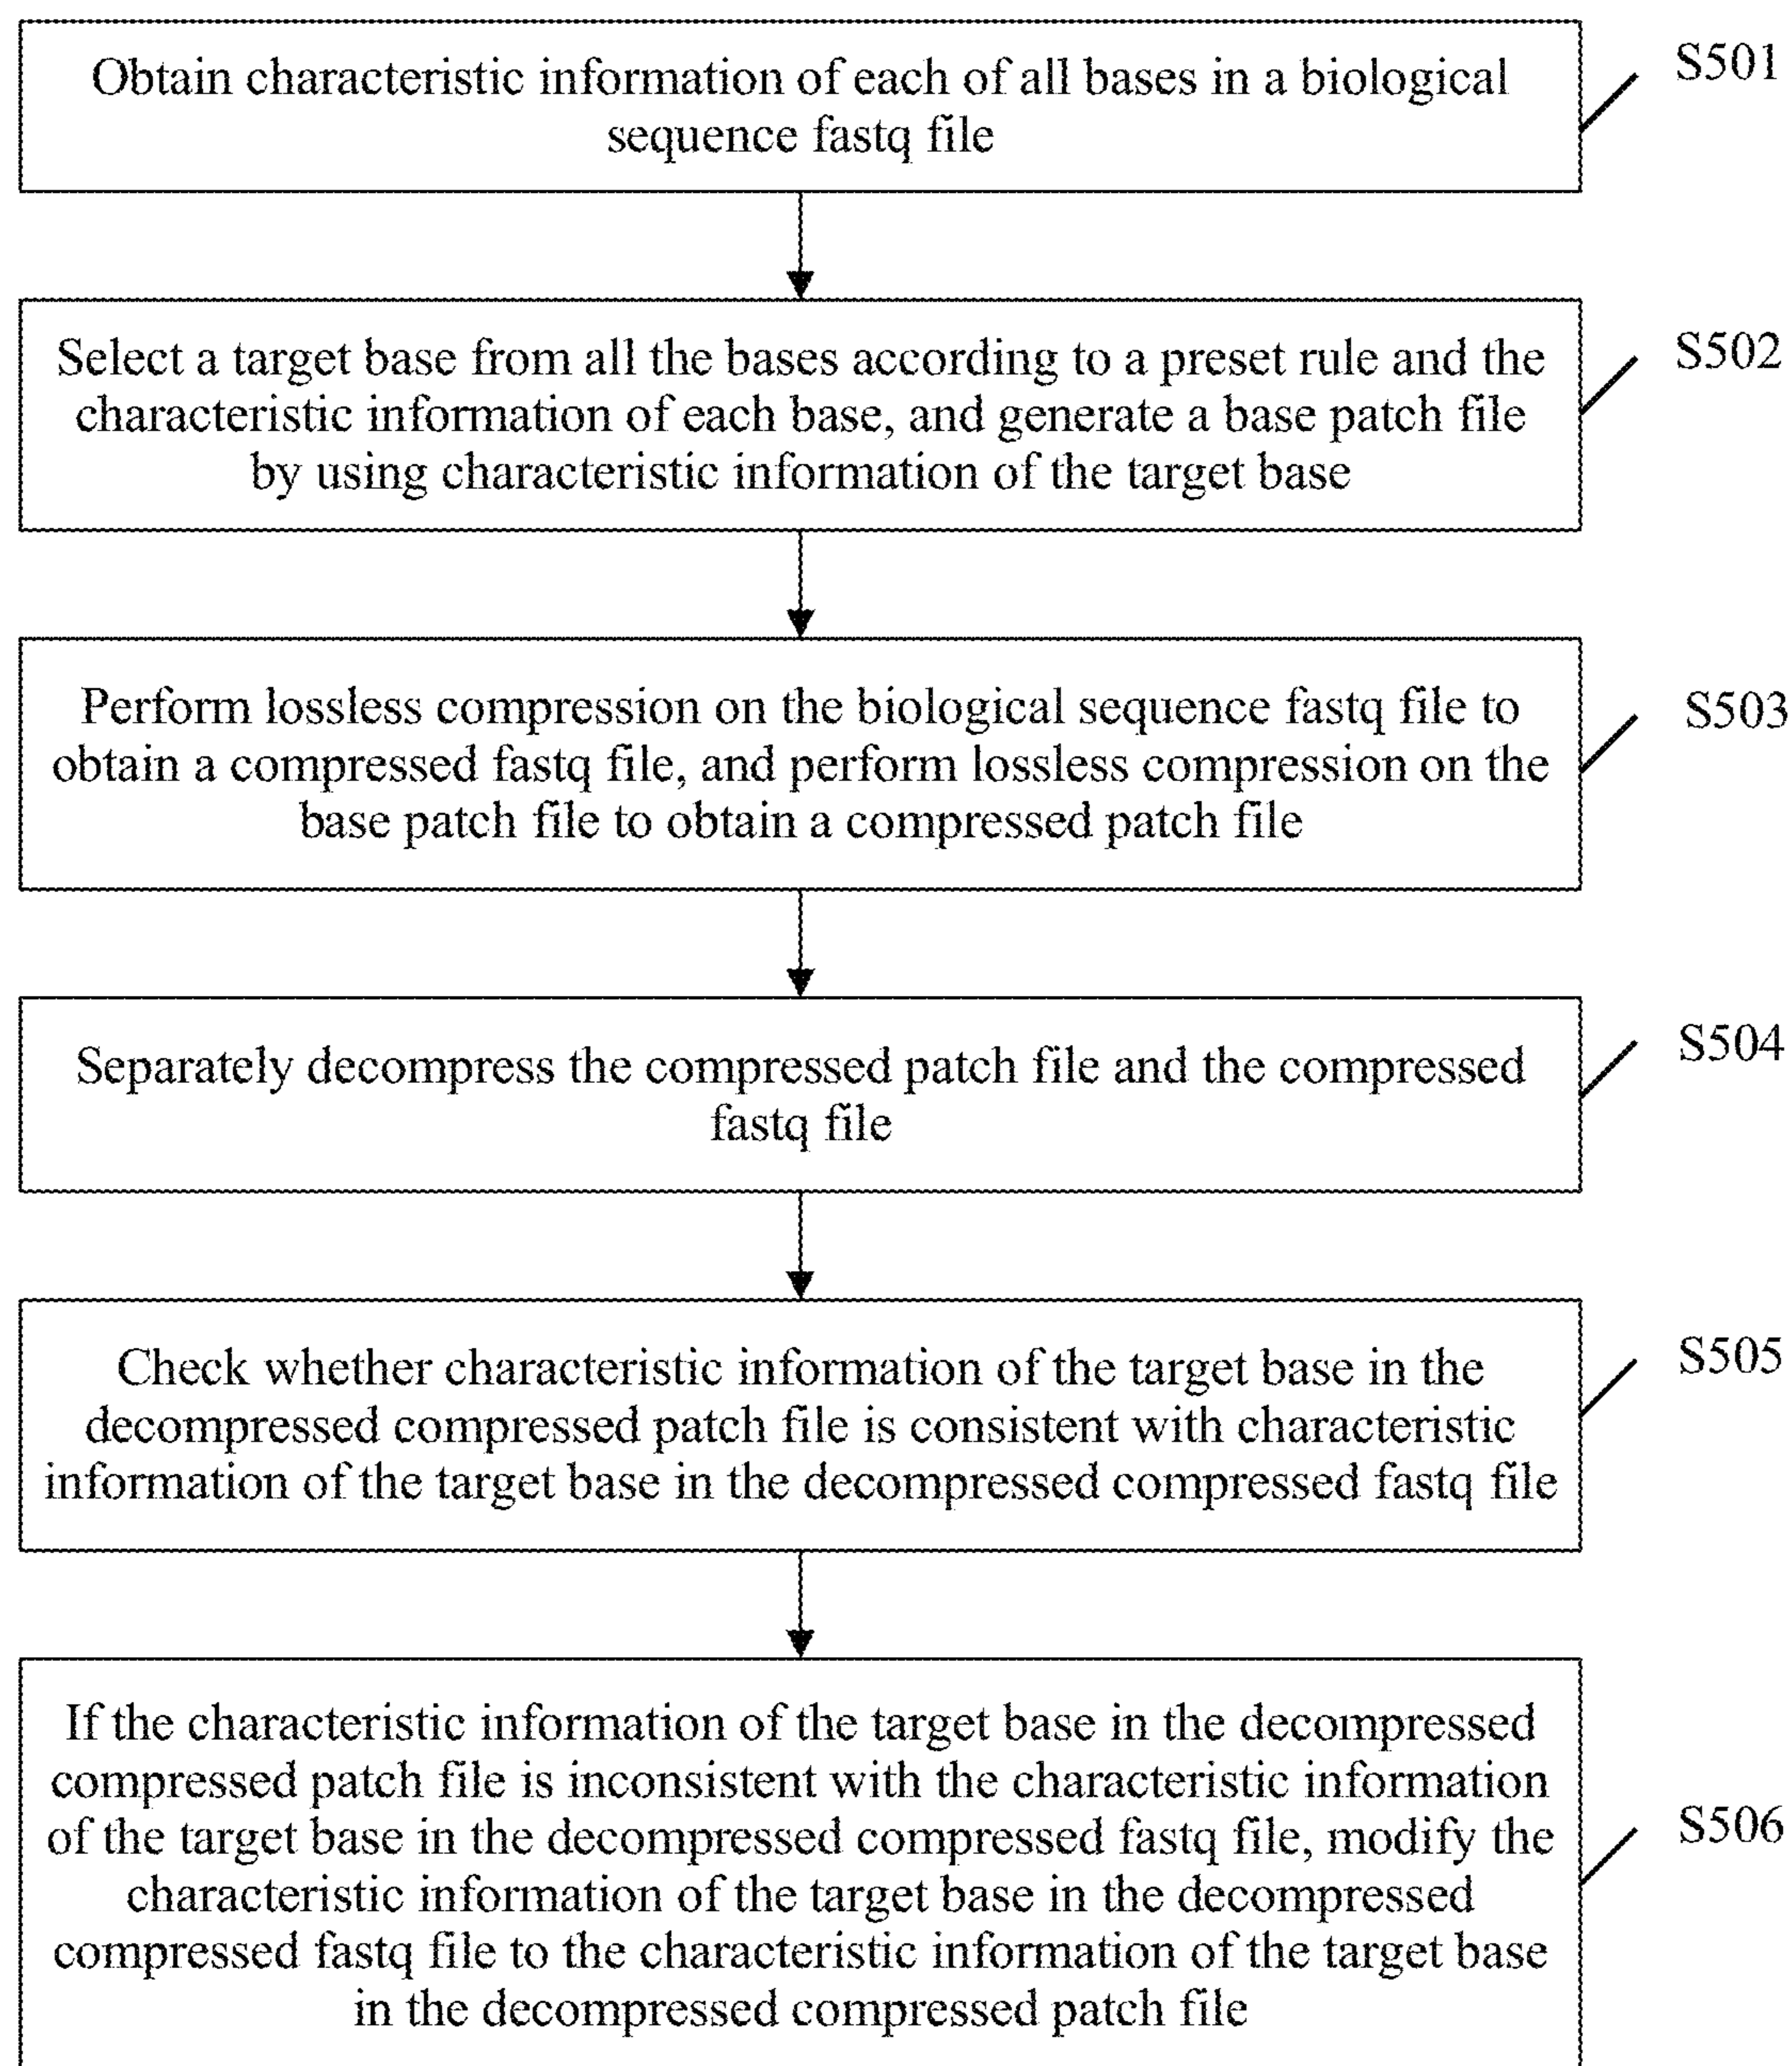 Obtain characteristic information of each of all bases in a biological
sequence fastq file
S501
Select a target base from all the bases according to a preset rule and the
characteristic information of each base, and generate a base patch file
by using characteristic information of the target base
S502
Perform lossless compression on the biological sequence fastq file to
obtain a compressed fastq file, and perform lossless compression on the
base patch file to obtain a compressed patch file
S503
Separately decompress the compressed patch file and the compressed
fastq file
S504
Check whether characteristic information of the target base in the
decompressed compressed patch file is consistent with characteristic
information of the target base in the decompressed compressed fastq file
S505
If the characteristic information of the target base in the decompressed
compressed patch file is inconsistent with the characteristic information
of the target base in the decompressed compressed fastq file, modify the
characteristic information of the target base in the decompressed
compressed fastq file to the characteristic information of the target base
in the decompressed compressed patch file
S506